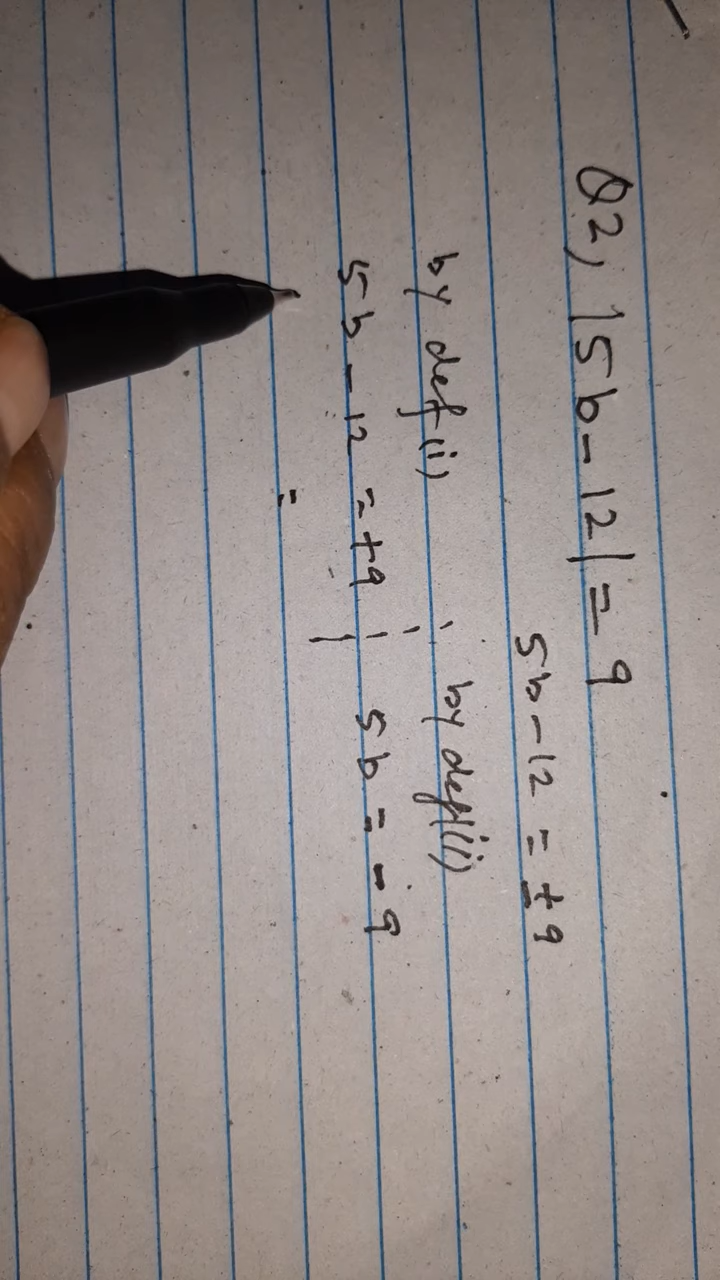 Q2, |5b - 12| = 9
5b - 12 = ± 9
by def (i) by def(ii)
5b - 12 = +9 5b = - 9
=